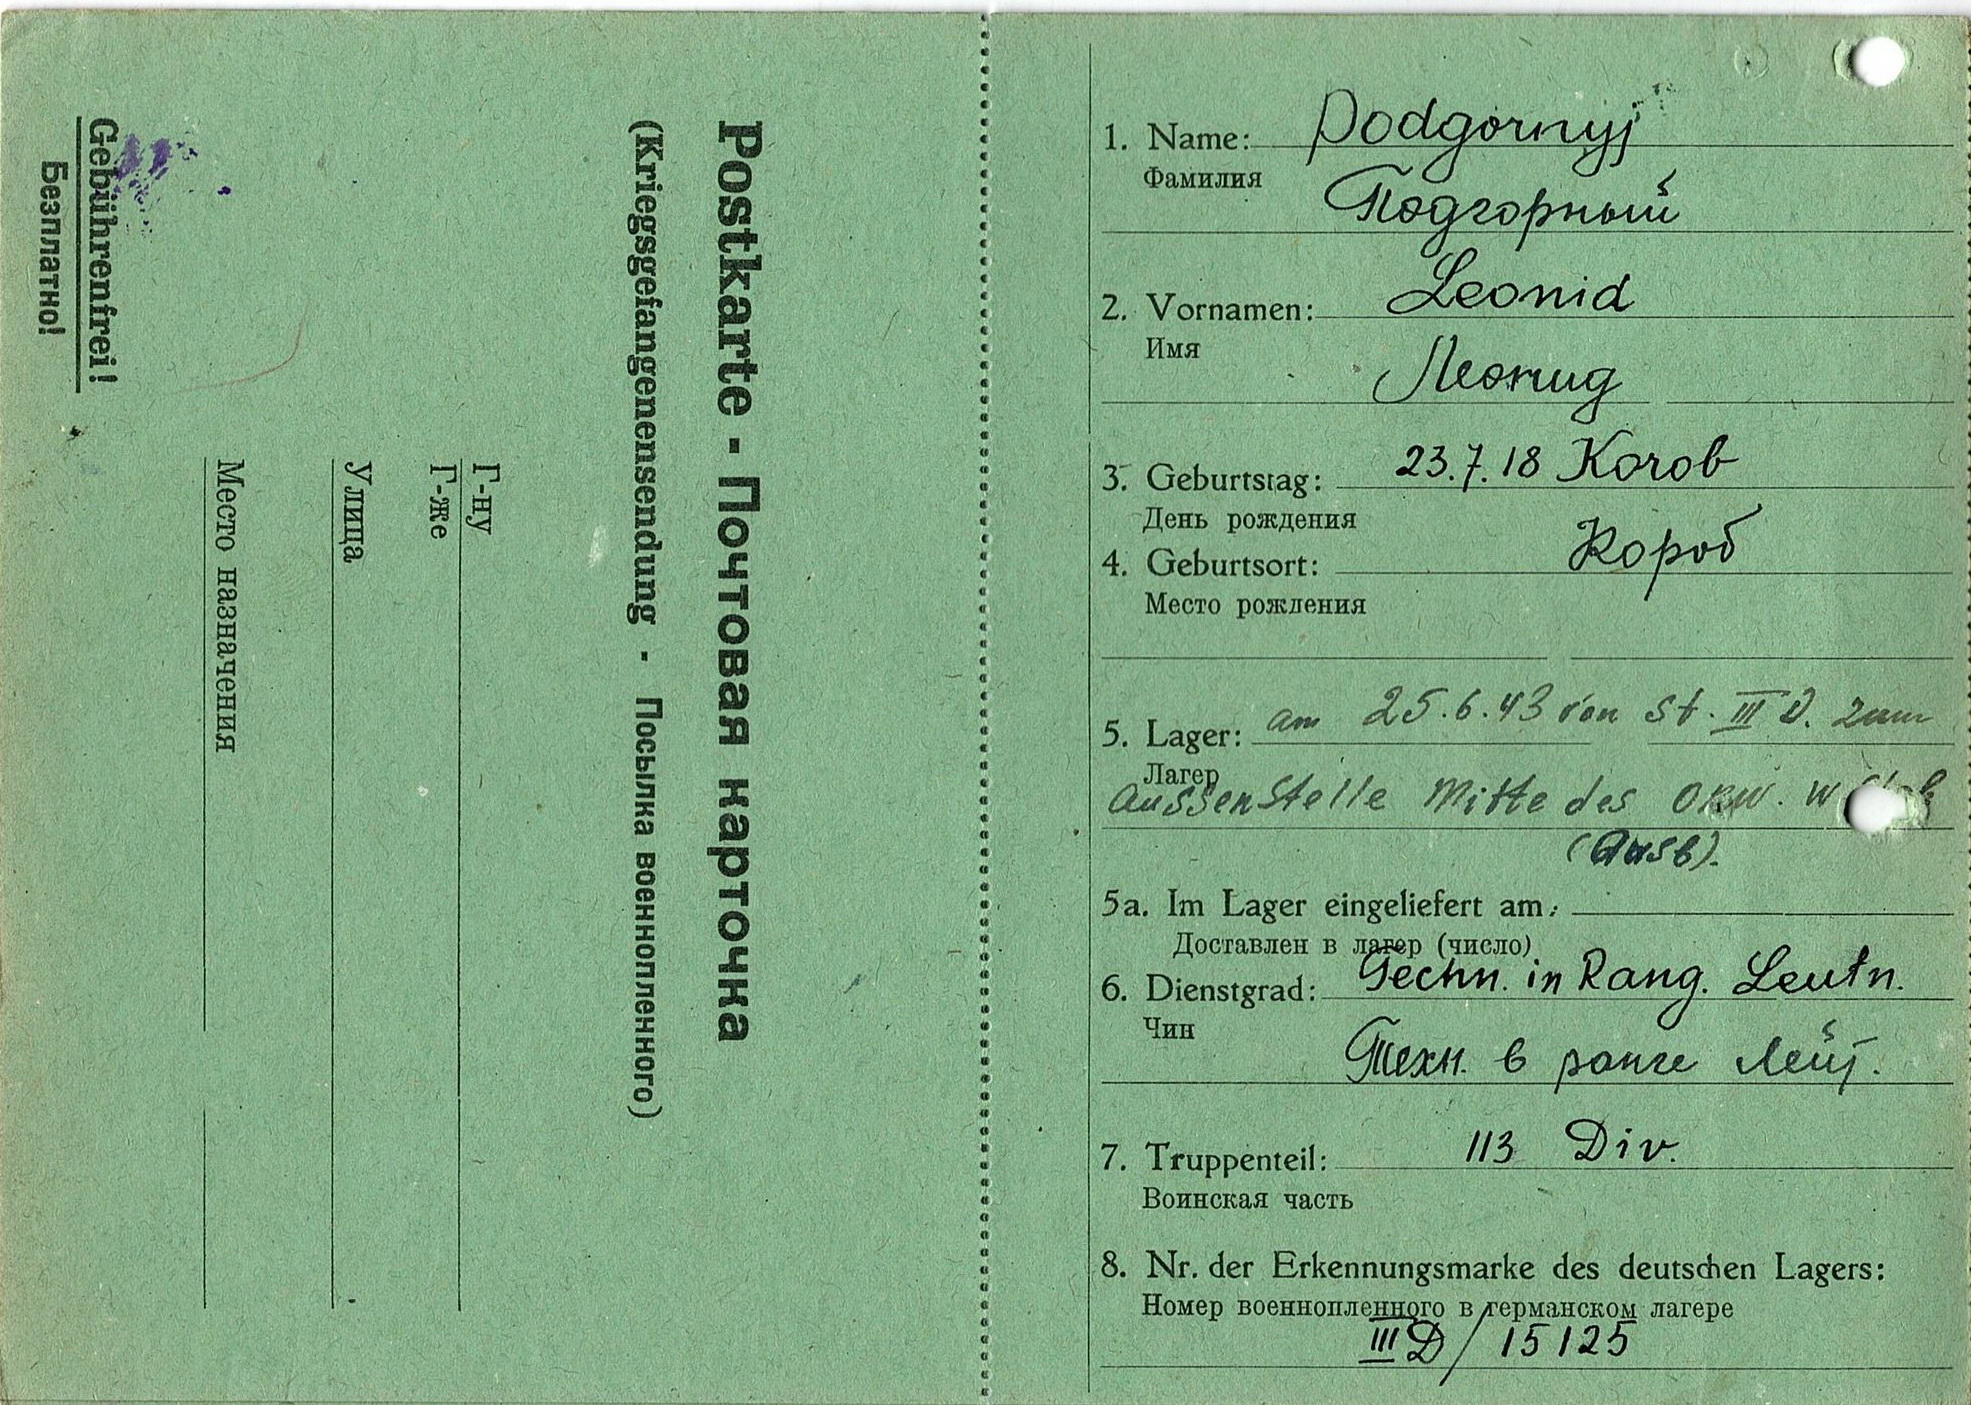 Gebührenfrei!
Безплатно!
Postkarte - Почтовая карточка
(Kriegsgefangenensendung - Посылка военнопленного)
Г-ну
Г-же
Улица
Место назначения
1. Name: Podgornyj
Фамилия Подгорный
2. Vornamen: Leonid
Имя Леонид
3. Geburtstag: 23.7.18 Korob
День рождения
4. Geburtsort: Короб
Место рождения
5. Lager: am 25.6.43 von St. III D. zum
Лагер
Aussenstelle Mitte des OKW.
(Ausb).
5a. Im Lager eingeliefert am:
Доставлен в лагер (число)
6. Dienstgrad: Techn. in Rang. Leutn.
Чин Техн. в ранге Лейт.
7. Truppenteil: 113 Div.
Воинская часть
8. Nr. der Erkennungsmarke des deutschen Lagers:
Номер военнопленного в германском лагере
III D/15125